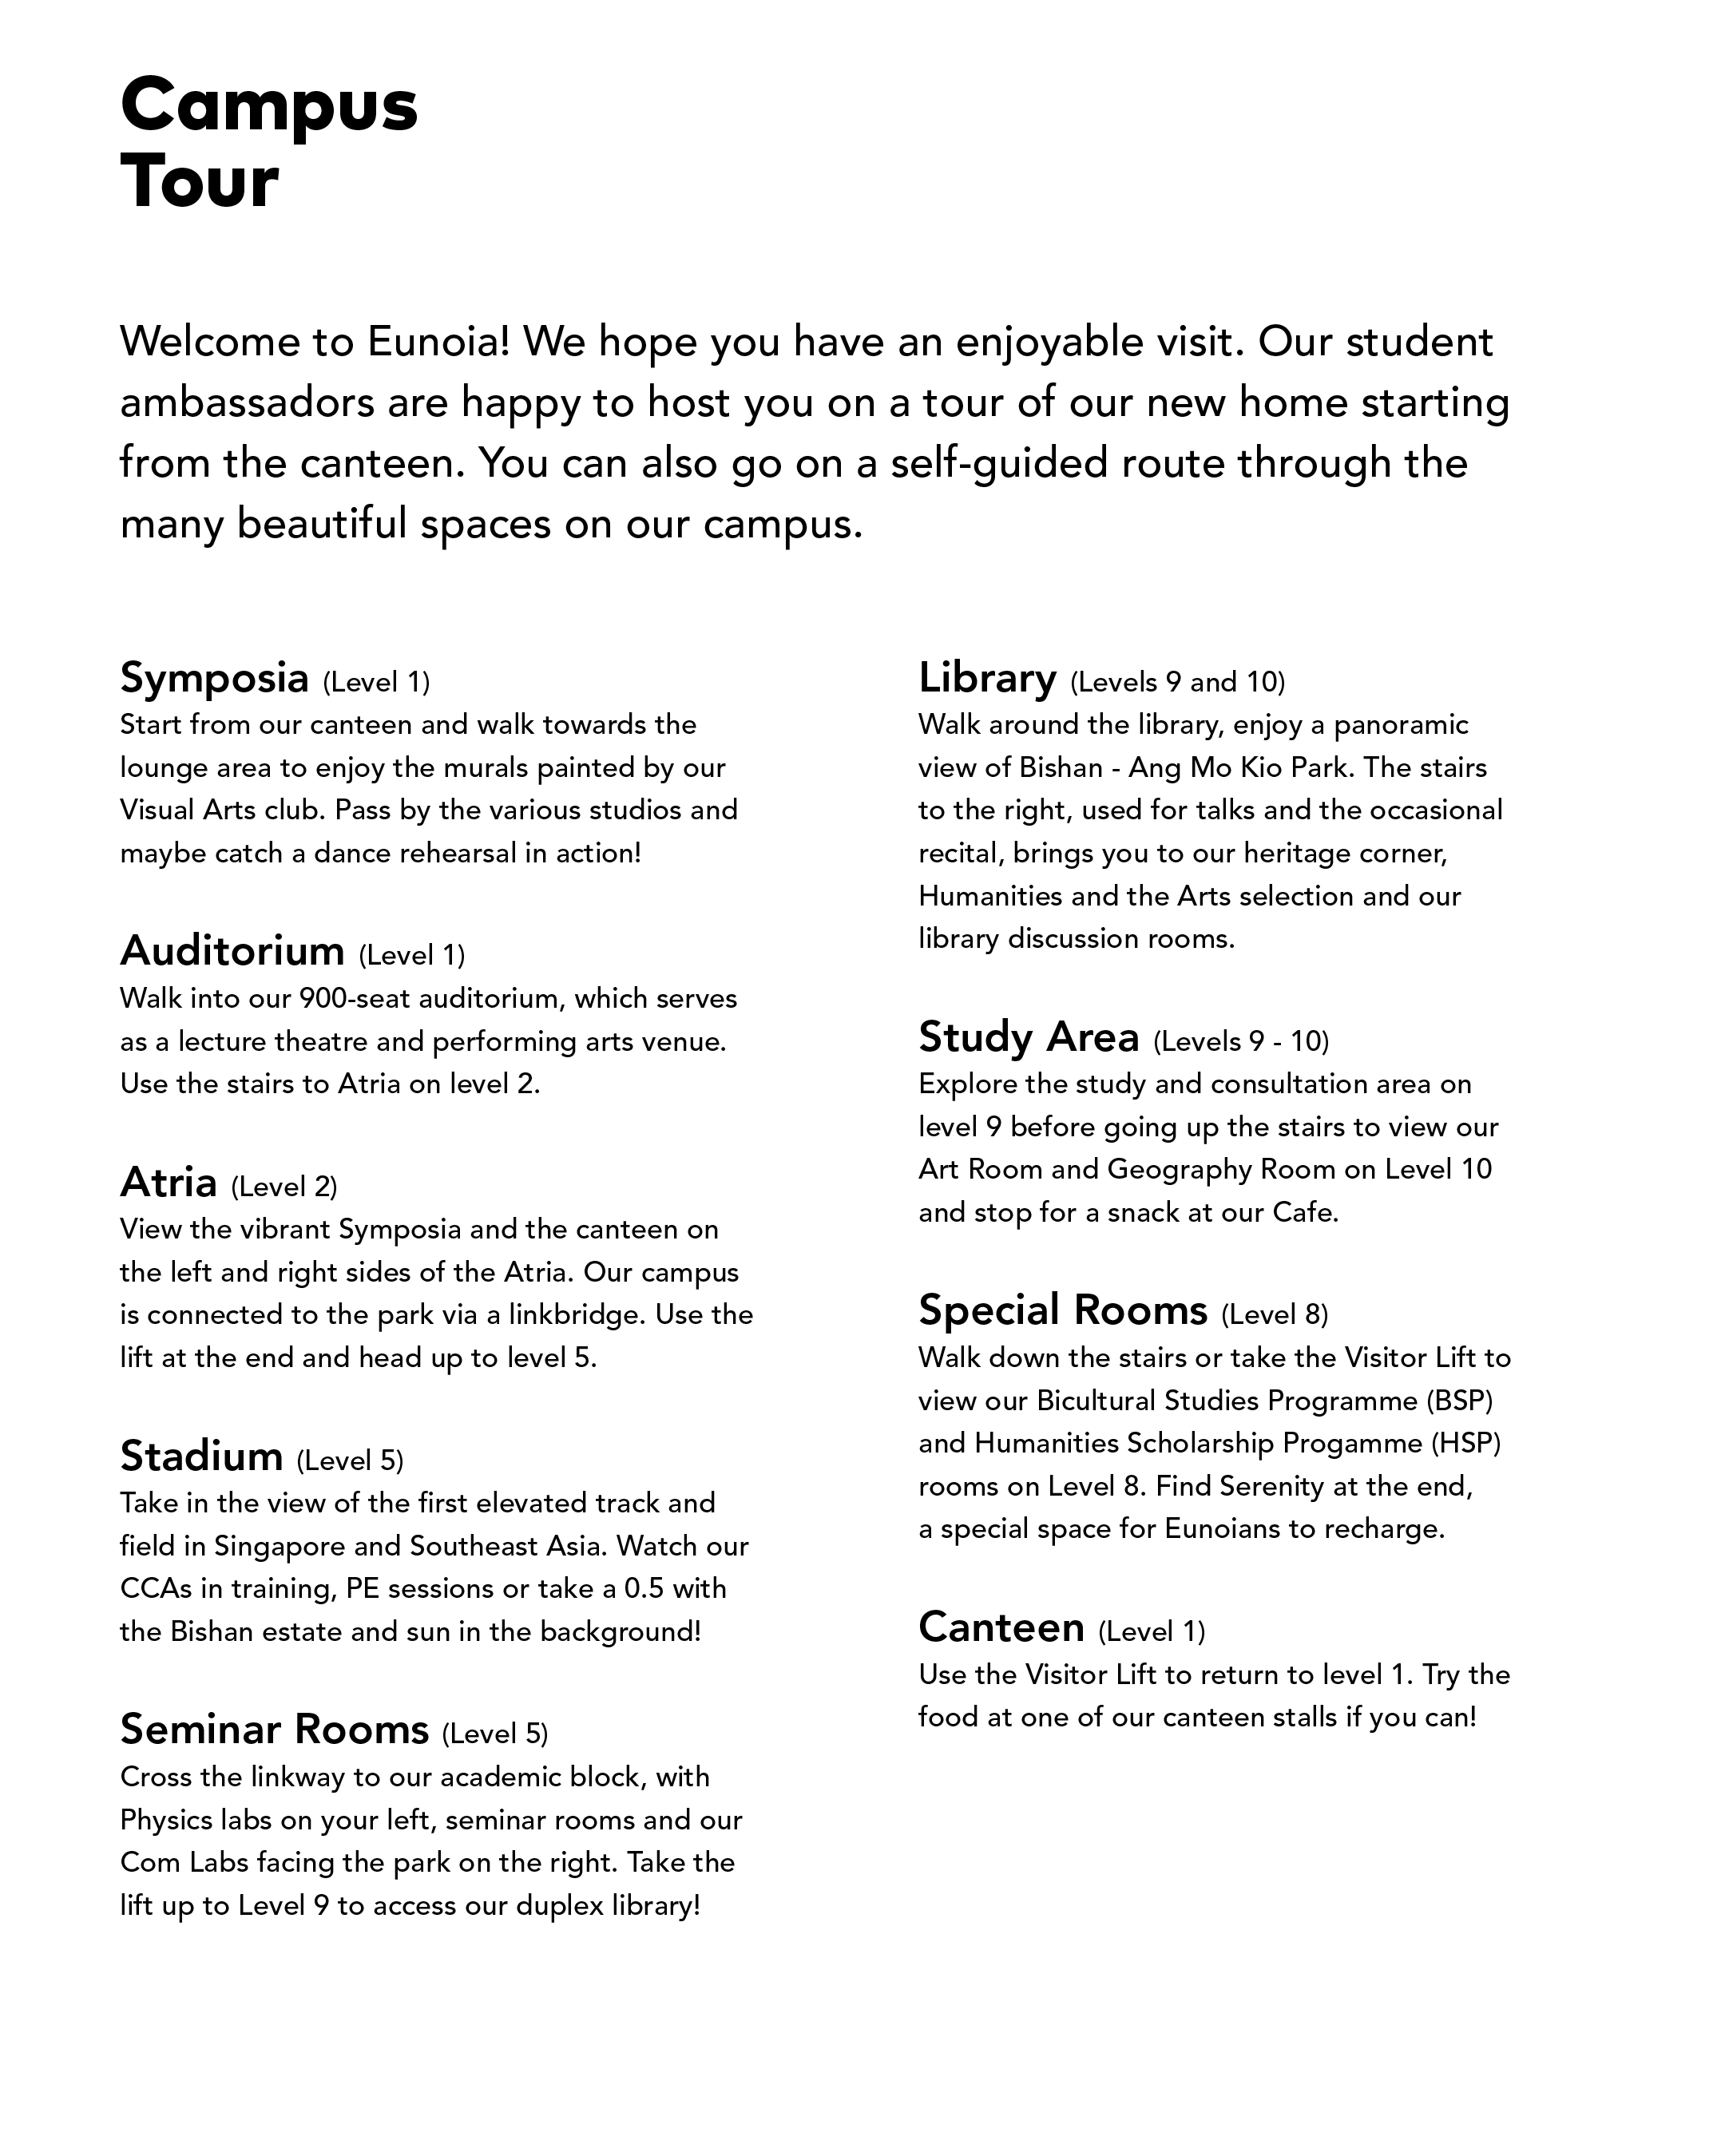 Campus
Tour
Welcome to Eunoia! We hope you have an enjoyable visit. Our student
ambassadors are happy to host you on a tour of our new home starting
from the canteen. You can also go on a self-guided route through the
many beautiful spaces on our campus.
Symposia (Level 1)
Start from our canteen and walk towards the
lounge area to enjoy the murals painted by our
Visual Arts club. Pass by the various studios and
maybe catch a dance rehearsal in action!
Auditorium (Level 1)
Walk into our 900-seat auditorium, which serves
as a lecture theatre and performing arts venue.
Use the stairs to Atria on level 2.
Atria (Level 2)
View the vibrant Symposia and the canteen on
the left and right sides of the Atria. Our campus
is connected to the park via a linkbridge. Use the
lift at the end and head up to level 5.
Stadium (Level 5)
Take in the view of the first elevated track and
field in Singapore and Southeast Asia. Watch our
CCAs in training, PE sessions or take a 0.5 with
the Bishan estate and sun in the background!
Seminar Rooms (Level 5)
Cross the linkway to our academic block, with
Physics labs on your left, seminar rooms and our
Com Labs facing the park on the right. Take the
lift up to Level 9 to access our duplex library!
Library (Levels 9 and 10)
Walk around the library, enjoy a panoramic
view of Bishan - Ang Mo Kio Park. The stairs
to the right, used for talks and the occasional
recital, brings you to our heritage corner,
Humanities and the Arts selection and our
library discussion rooms.
Study Area (Levels 9 - 10)
Explore the study and consultation area on
level 9 before going up the stairs to view our
Art Room and Geography Room on Level 10
and stop for a snack at our Cafe.
Special Rooms (Level 8)
Walk down the stairs or take the Visitor Lift to
view our Bicultural Studies Programme (BSP)
and Humanities Scholarship Progamme (HSP)
rooms on Level 8. Find Serenity at the end,
a special space for Eunoians to recharge.
Canteen (Level 1)
Use the Visitor Lift to return to level 1. Try the
food at one of our canteen stalls if you can!